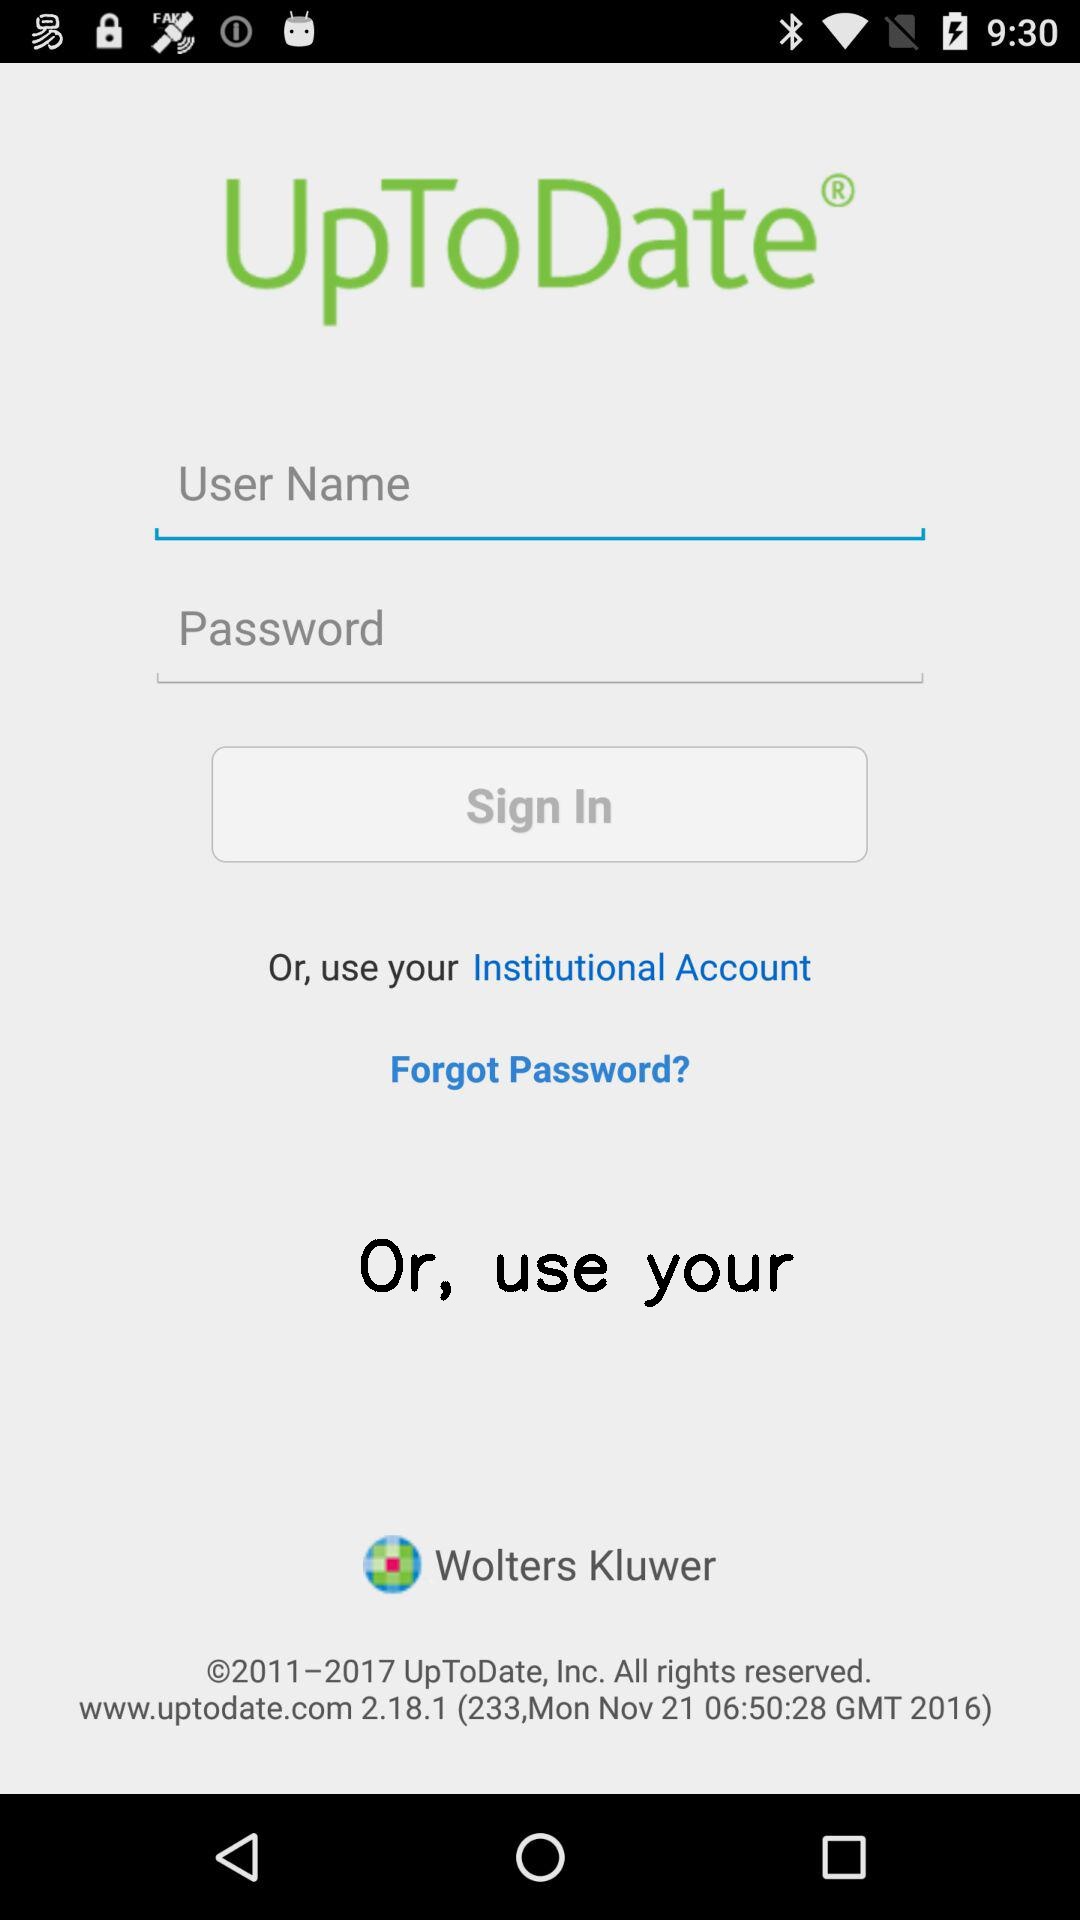 易 FAKE 9:30
UpToDate®
User Name
Password
Sign In
Or, use your Institutional Account
Forgot Password?
Or, use your
Wolters Kluwer
©2011–2017 UpToDate, Inc. All rights reserved.
www.uptodate.com 2.18.1 (233,Mon Nov 21 06:50:28 GMT 2016)